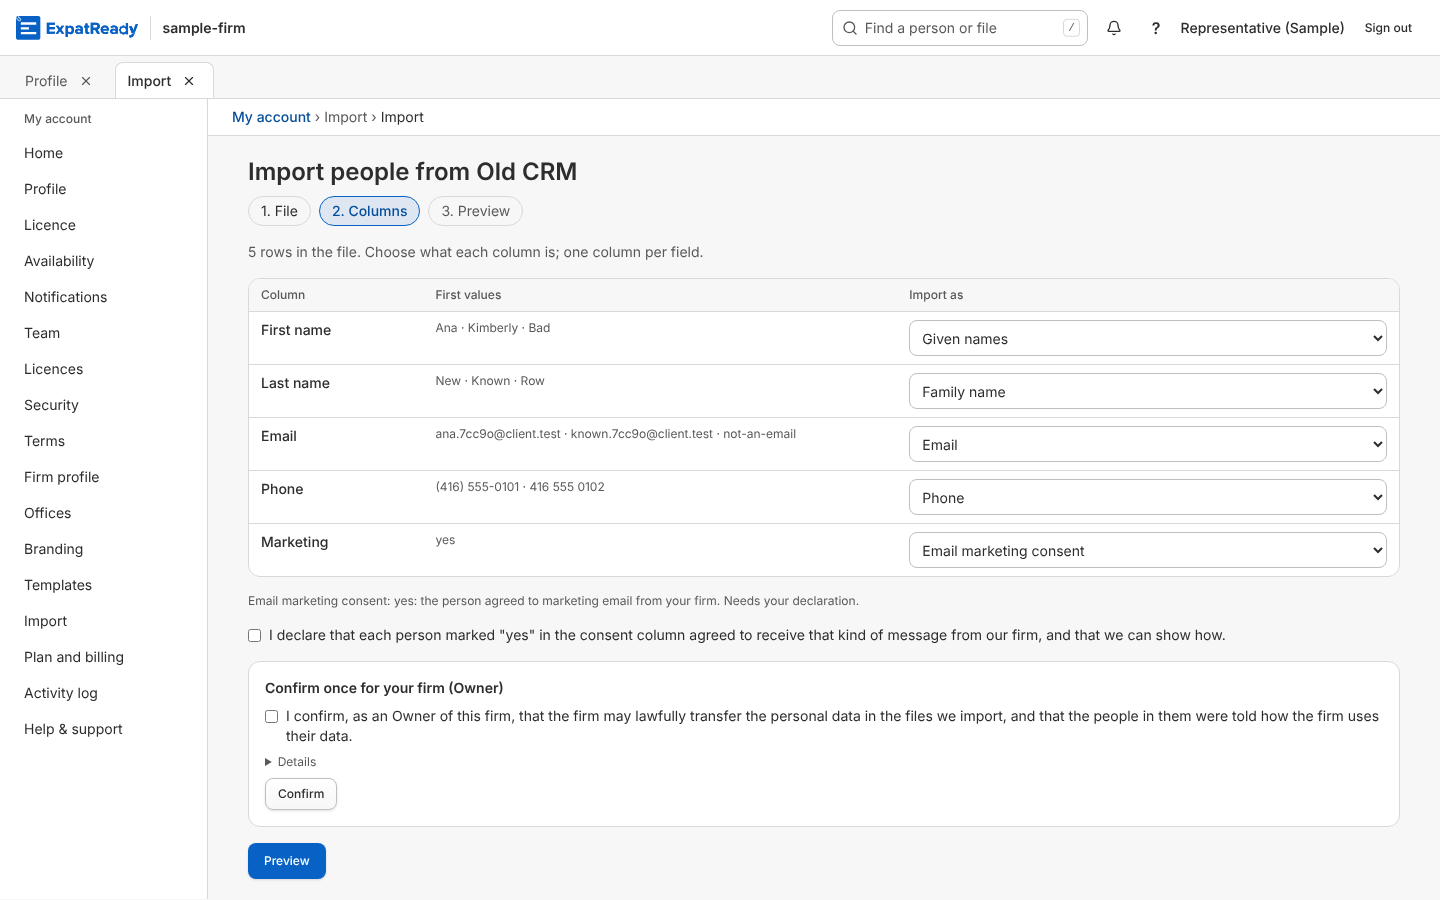 ExpatReady
sample-firm
Find a person or file
/
?
Representative (Sample)
Sign out
Profile
Import
My account
Home
Profile
Licence
Availability
Notifications
Team
Licences
Security
Terms
Firm profile
Offices
Branding
Templates
Import
Plan and billing
Activity log
Help & support
My account › Import › Import
Import people from Old CRM
1. File
2. Columns
3. Preview
5 rows in the file. Choose what each column is; one column per field.
Column First values Import as
First name Ana · Kimberly · Bad Given names
Last name New · Known · Row Family name
Email ana.7cc9o@client.test · known.7cc9o@client.test · not-an-email Email
Phone (416) 555-0101 · 416 555 0102 Phone
Marketing yes Email marketing consent
Email marketing consent: yes: the person agreed to marketing email from your firm. Needs your declaration.
I declare that each person marked "yes" in the consent column agreed to receive that kind of message from our firm, and that we can show how.
Confirm once for your firm (Owner)
I confirm, as an Owner of this firm, that the firm may lawfully transfer the personal data in the files we import, and that the people in them were told how the firm uses
their data.
Details
Confirm
Preview